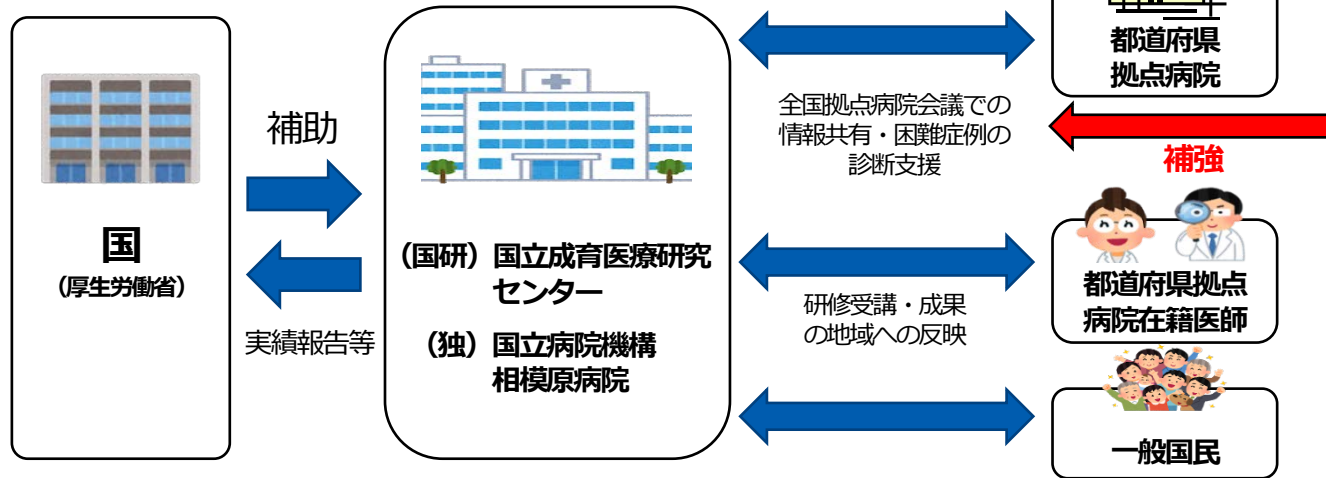 国
(厚生労働省)
補助
実績報告等
(国研)国立成育医療研究
センター
(独)国立病院機構
相模原病院
全国拠点病院会議での
情報共有・困難症例の
診断支援
研修受講・成果
の地域への反映
都道府県
拠点病院
補強
都道府県拠点
病院在籍医師
一般国民